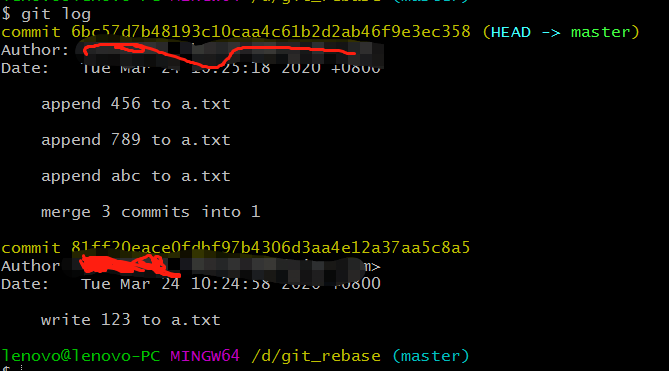 $ git log
commit 6bc57d7b48193c10caa4c61b2d2ab46f9e3ec358 (HEAD -> master)
Author:
Date:   Tue Mar 24 10:25:18 2020 +0800
append 456 to a.txt
append 789 to a.txt
append abc to a.txt
merge 3 commits into 1
commit 81ff20eace0fdbf97b4306d3aa4e12a37aa5c8a5
Author
Date:   Tue Mar 24 10:24:58 2020 +0800
write 123 to a.txt
lenovo@lenovo-PC MINGW64 /d/git_rebase (master)
$